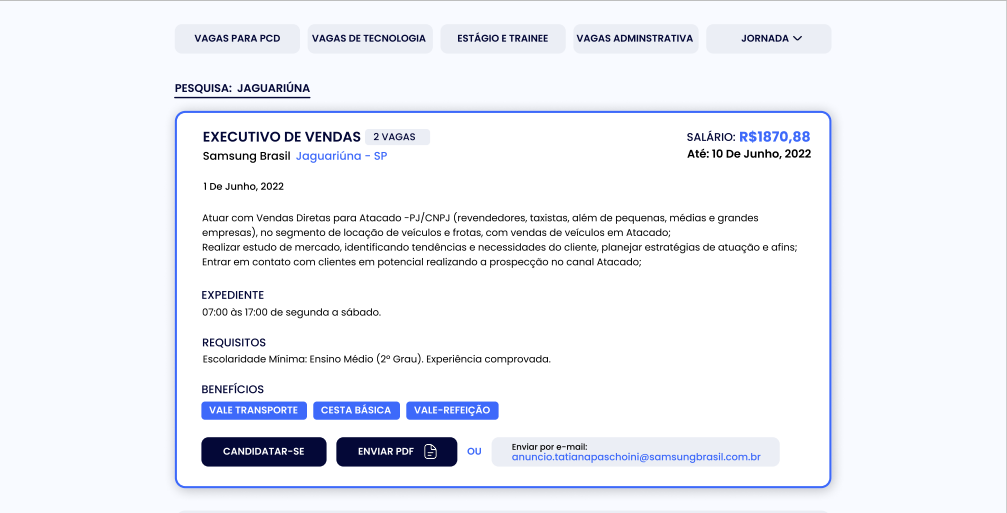 VAGAS PARA PCD
VAGAS DE TECNOLOGIA
ESTÁGIO E TRAINEE
VAGAS ADMINSTRATIVA
JORNADA
PESQUISA: JAGUARIÚNA
EXECUTIVO DE VENDAS 2 VAGAS
SALÁRIO: R$1870,88
Samsung Brasil Jaguariúna - SP
Até: 10 De Junho, 2022
1 De Junho, 2022
Atuar com Vendas Diretas para Atacado -PJ/CNPJ (revendedores, taxistas, além de pequenas, médias e grandes
empresas), no segmento de locação de veículos e frotas, com vendas de veículos em Atacado;
Realizar estudo de mercado, identificando tendências e necessidades do cliente, planejar estratégias de atuação e afins;
Entrar em contato com clientes em potencial realizando a prospecção no canal Atacado;
EXPEDIENTE
07:00 às 17:00 de segunda a sábado.
REQUISITOS
Escolaridade Mínima: Ensino Médio (2º Grau). Experiência comprovada.
BENEFÍCIOS
VALE TRANSPORTE
CESTA BÁSICA
VALE-REFEIÇÃO
CANDIDATAR-SE
ENVIAR PDF
OU
Enviar por e-mail:
anuncio.tatianapaschoini@samsungbrasil.com.br